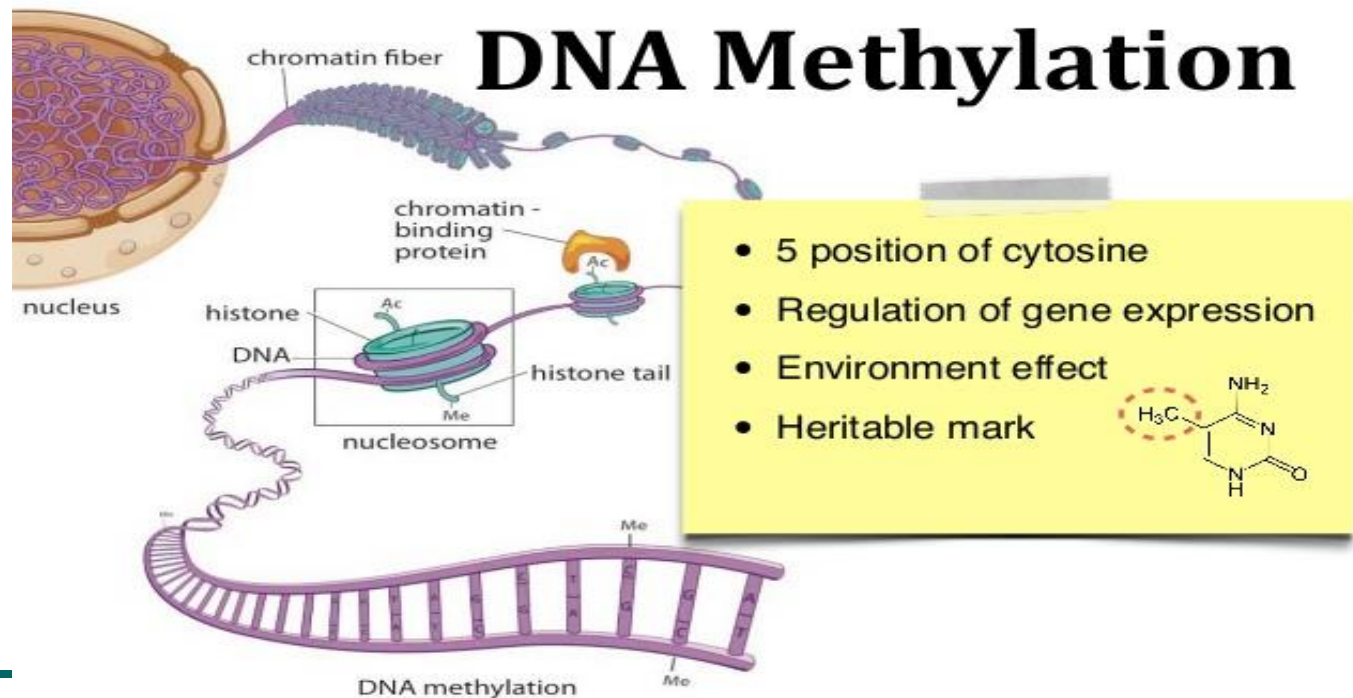 DNA Methylation
chromatin fiber
nucleus
chromatin -
binding
protein
Ac
histone
Ac
DNA
histone tail
Me
nucleosome
• 5 position of cytosine
• Regulation of gene expression
• Environment effect
• Heritable mark
NH2
H3C
N
O
N
H
Me
Me
DNA methylation